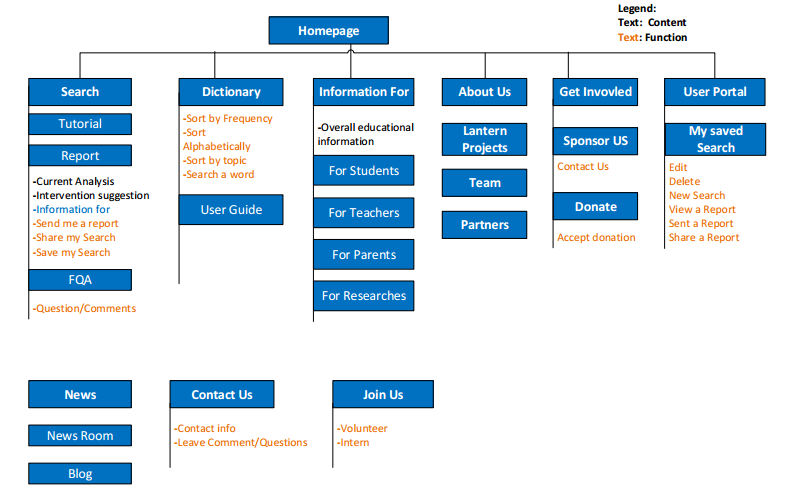 Legend:
Text: Content
Text: Function
Homepage
Search
Tutorial
Report
-Current Analysis
-Intervention suggestion
-Information for
-Send me a report
-Share my Search
-Save my Search
FQA
-Question/Comments
Dictionary
-Sort by Frequency
-Sort
Alphabetically
-Sort by topic
-Search a word
User Guide
Information For
-Overall educational
information
For Students
For Teachers
For Parents
For Researches
About Us
Lantern
Projects
Team
Partners
Get Invovled
Sponsor US
Contact Us
Donate
Accept donation
User Portal
My saved
Search
Edit
Delete
New Search
View a Report
Sent a Report
Share a Report
News
News Room
Blog
Contact Us
-Contact info
-Leave Comment/Questions
Join Us
-Volunteer
-Intern